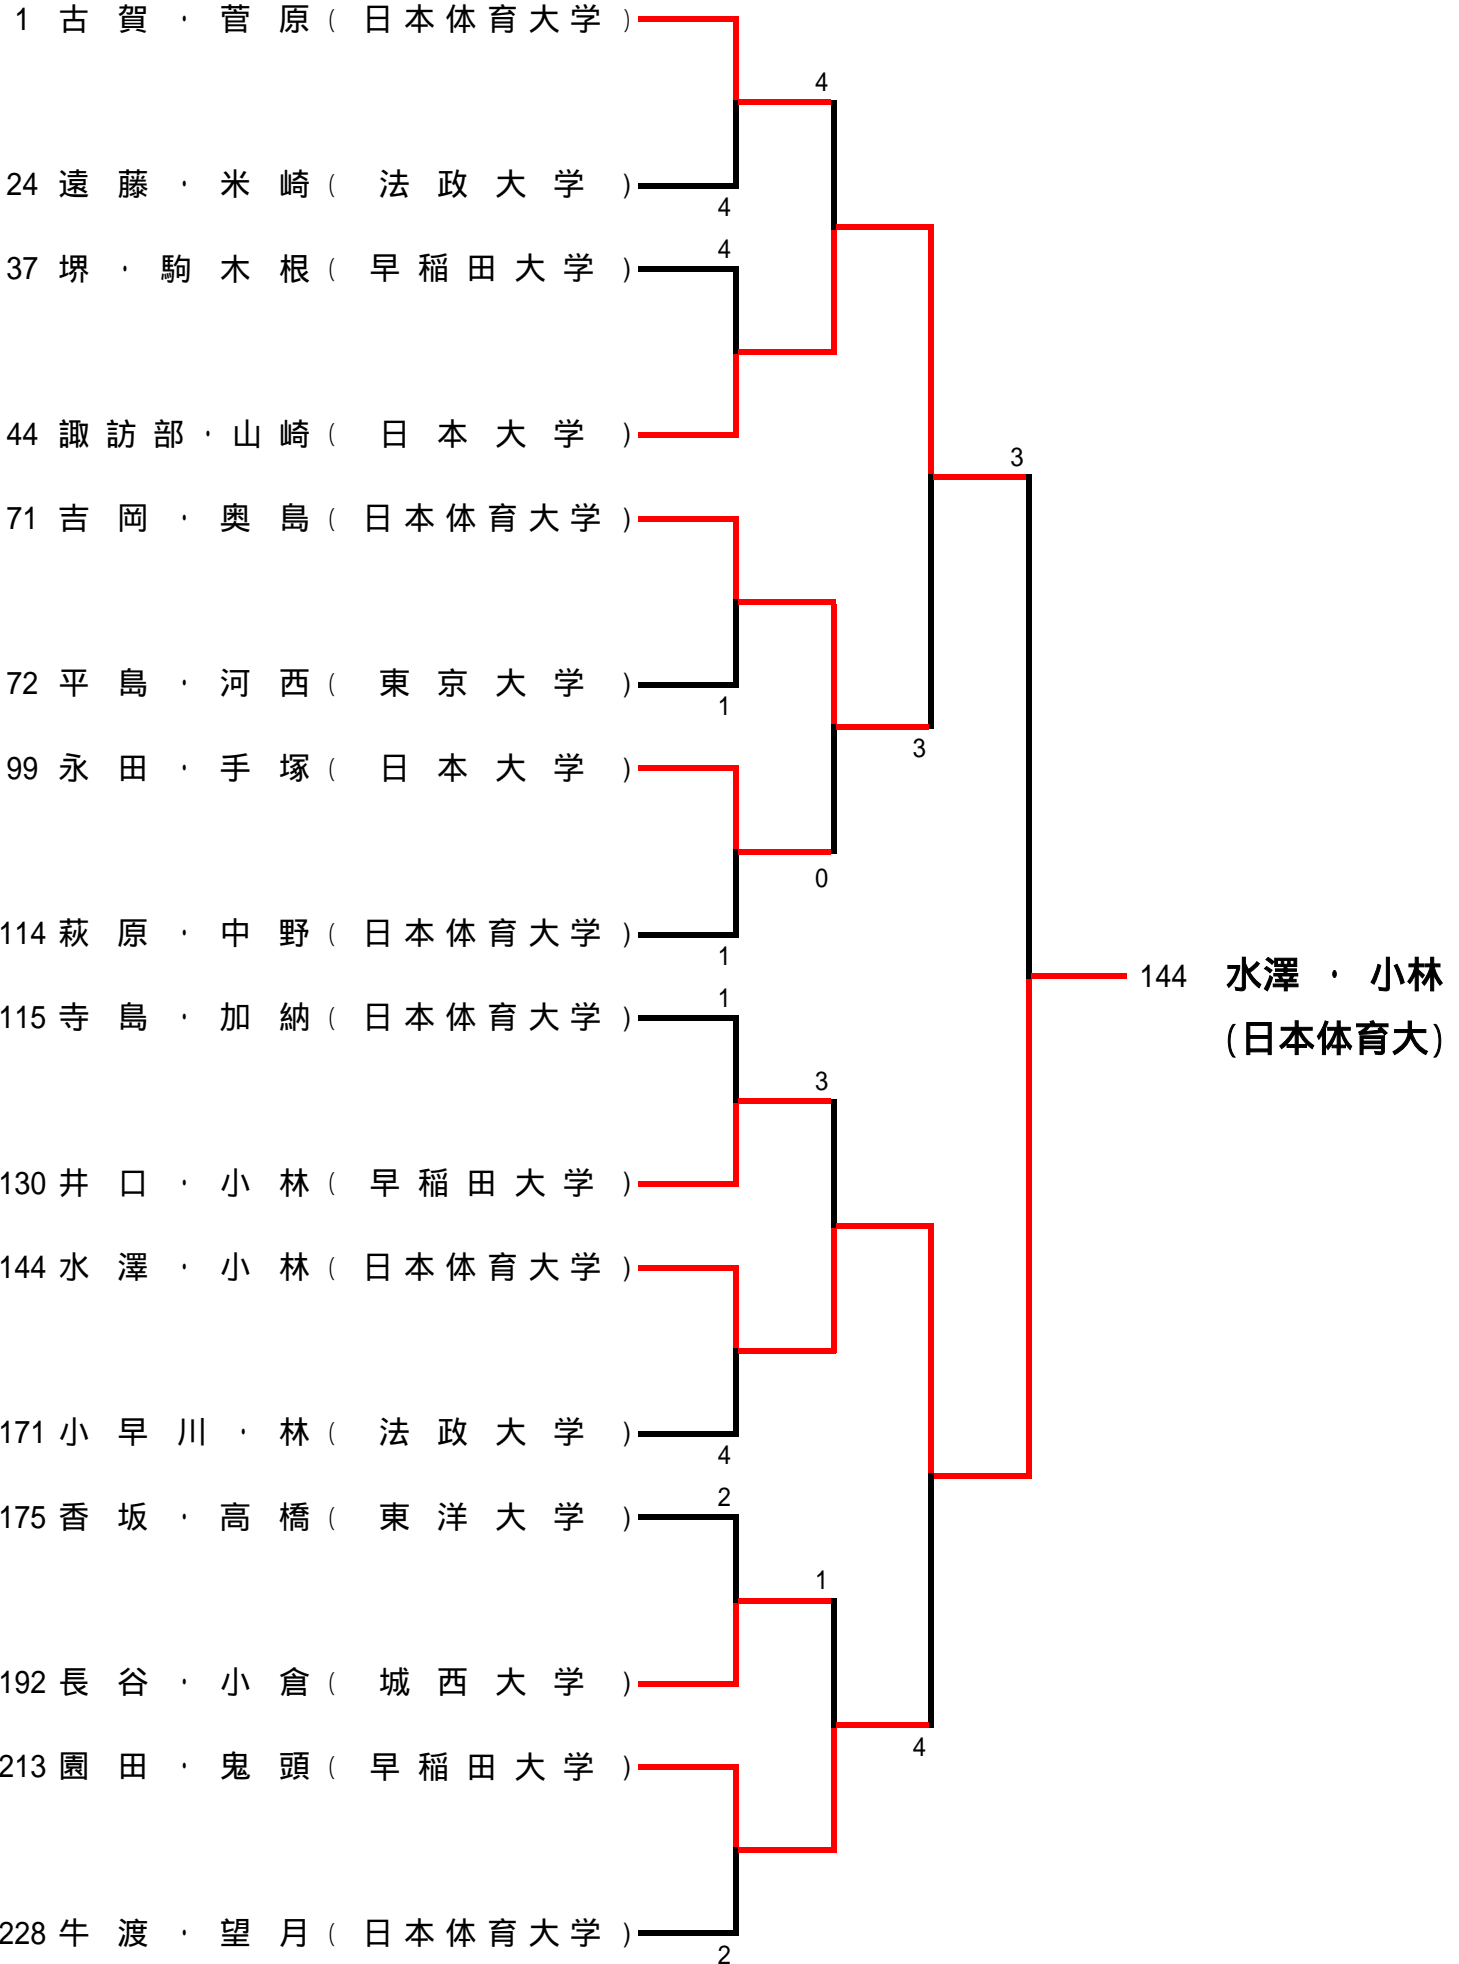 1 古賀・菅原(日本体育大学)
4
24 遠藤・米崎(法政大学)
4
4
37 堺・駒木根(早稲田大学)
44 諏訪部・山崎(日本大学)
3
71 吉岡・奥島(日本体育大学)
72 平島・河西(東京大学)
1
3
99 永田・手塚(日本大学)
0
114 萩原・中野(日本体育大学)
1
144 水澤・小林
(日本体育大)
1
115 寺島・加納(日本体育大学)
3
130 井口・小林(早稲田大学)
144 水澤・小林(日本体育大学)
171 小早川・林(法政大学)
4
2
175 香坂・高橋(東洋大学)
1
192 長谷・小倉(城西大学)
4
213 園田・鬼頭(早稲田大学)
228 牛渡・望月(日本体育大学)
2